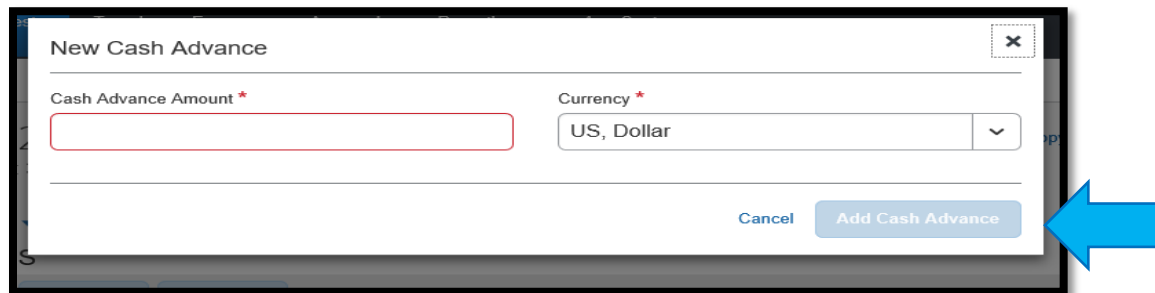 New Cash Advance
Cash Advance Amount *
Currency *
US, Dollar
Cancel
Add Cash Advance